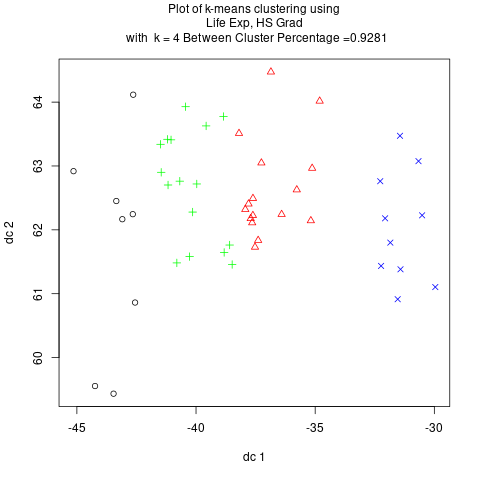 Plot of k-means clustering using
Life Exp, HS Grad
with k = 4 Between Cluster Percentage =0.9281
64
63
62
61
60
dc 2
-45
-40
-35
-30
dc 1